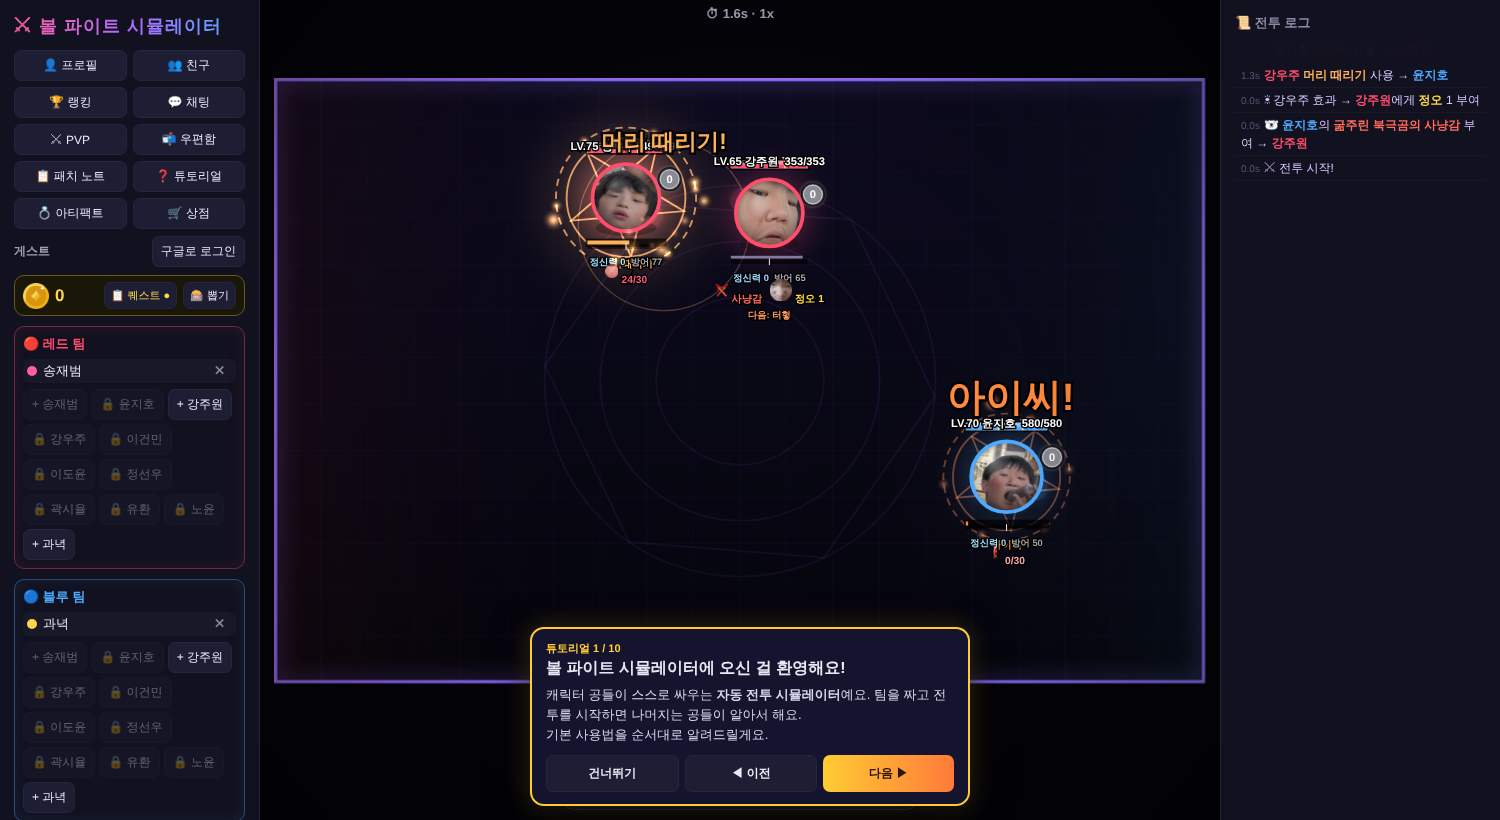 ⚔ 볼 파이트 시뮬레이터
👤 프로필
👥 친구
🏆 랭킹
💬 채팅
⚔ PVP
📬 우편함
📋 패치 노트
❓ 튜토리얼
💍 아티팩트
🛒 상점
게스트
구글로 로그인
0
📋 퀘스트 ●
🎰 뽑기
🔴 레드 팀
송재범 ✕
+ 송재범
🔒 윤지호
+ 강주원
🔒 강우주
🔒 이건민
🔒 이도윤
🔒 정선우
🔒 곽시율
🔒 유환
🔒 노윤
+ 과녁
🔵 블루 팀
과녁 ✕
+ 송재범
🔒 윤지호
+ 강주원
🔒 강우주
🔒 이건민
🔒 이도윤
🔒 정선우
🔒 곽시율
🔒 유환
🔒 노윤
+ 과녁
⏱ 1.6s · 1x
머리 때리기!
LV.75
0
정신력 0 방어 77
24/30
LV.65 강주원 353/353
0
정신력 0 방어 65
사냥감
정오 1
다음: 터헣
아이씨!
LV.70 윤지호 580/580
0
정신력 0 방어 50
0/30
튜토리얼 1 / 10
볼 파이트 시뮬레이터에 오신 걸 환영해요!
캐릭터 공들이 스스로 싸우는 자동 전투 시뮬레이터예요. 팀을 짜고 전
투를 시작하면 나머지는 공들이 알아서 해요.
기본 사용법을 순서대로 알려드릴게요.
건너뛰기
◀ 이전
다음 ▶
📜 전투 로그
1.3s 강우주 머리 때리기 사용 → 윤지호
0.0s 강우주 효과 → 강주원에게 정오 1 부여
0.0s 🐻‍❄️ 윤지호의 굶주린 북극곰의 사냥감 부
여 → 강주원
0.0s ⚔ 전투 시작!